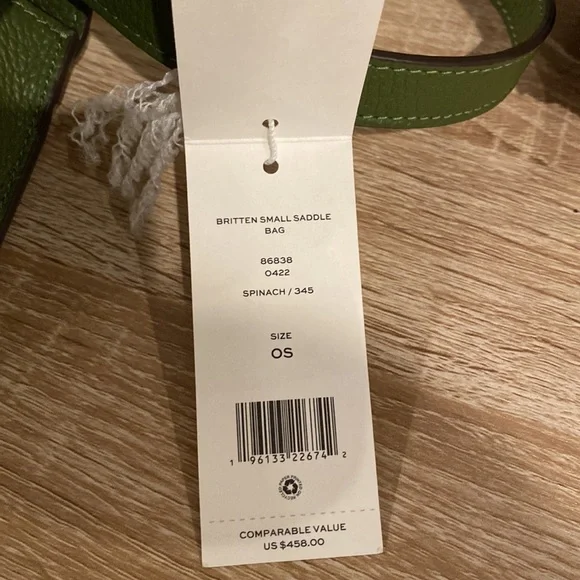 BRITTEN SMALL SADDLE
BAG
86838
0422
SPINACH / 345
SIZE
OS
1 96133 22674 2
COMPARABLE VALUE
US $458.00